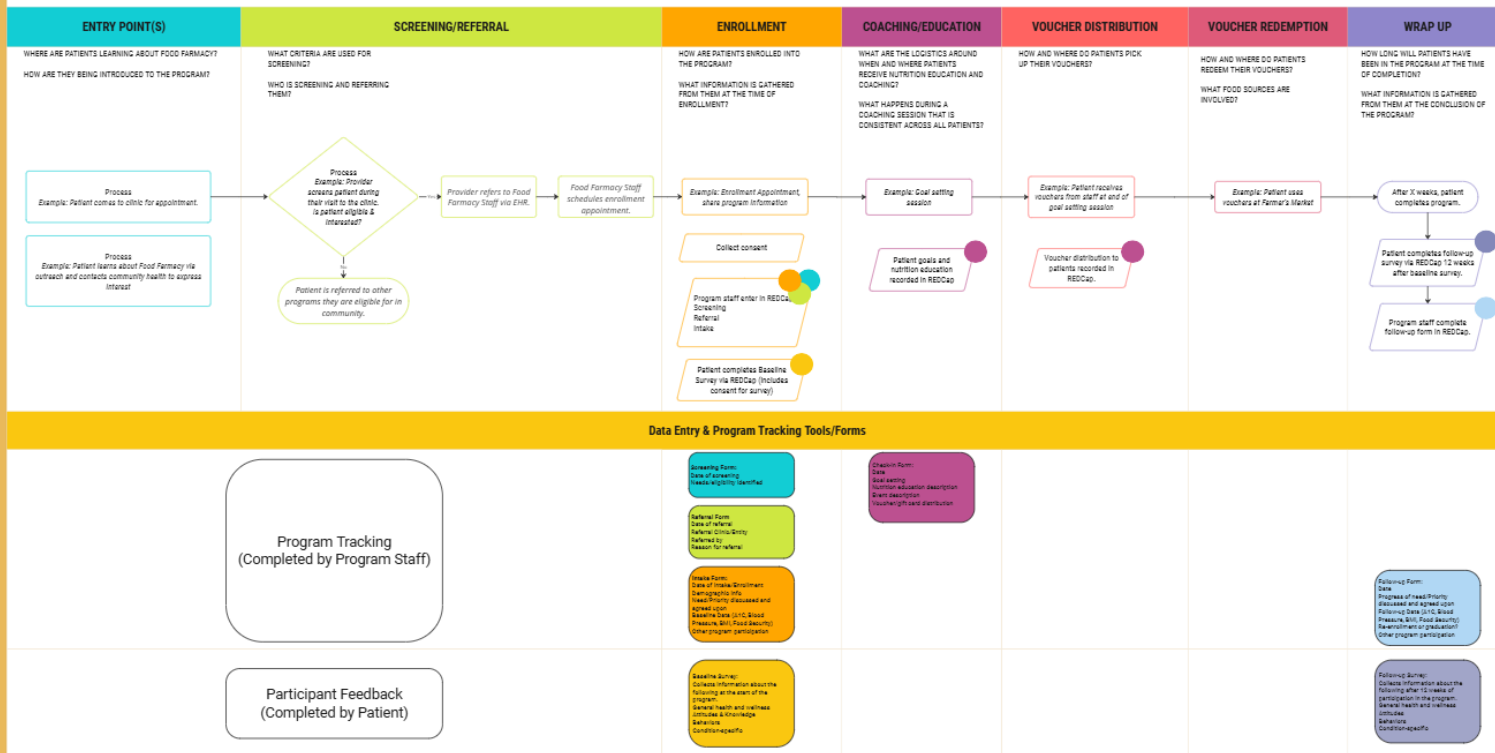 ENTRY POINT(S)
SCREENING/REFERRAL
ENROLLMENT
COACHING/EDUCATION
VOUCHER DISTRIBUTION
VOUCHER REDEMPTION
WRAP UP
WHERE ARE PATIENTS LEARNING ABOUT FOOD FARMACY?
HOW ARE THEY BEING INTRODUCED TO THE PROGRAM?
WHAT CRITERIA ARE USED FOR
SCREENING?
WHO IS SCREENING AND REFERRING
THEM?
HOW ARE PATIENTS ENROLLED INTO
THE PROGRAM?
WHAT INFORMATION IS GATHERED
FROM THEM AT THE TIME OF
ENROLLMENT?
WHAT ARE THE LOGISTICS AROUND
WHEN AND WHERE PATIENTS
RECEIVE NUTRITION EDUCATION AND
COACHING?
WHAT HAPPENS DURING A
COACHING SESSION THAT IS
CONSISTENT ACROSS ALL PATIENTS?
HOW AND WHERE DO PATIENTS PICK
UP THEIR VOUCHERS?
HOW AND WHERE DO PATIENTS
REDEEM THEIR VOUCHERS?
WHAT FOOD SOURCES ARE
INVOLVED?
HOW LONG WILL PATIENTS HAVE
BEEN IN THE PROGRAM AT THE TIME
OF COMPLETION?
WHAT INFORMATION IS GATHERED
FROM THEM AT THE CONCLUSION OF
THE PROGRAM?
Process
Example: Patient comes to clinic for appointment.
Process
Example: Patient learns about Food Farmacy via
outreach and contacts community health to express
interest
Process
Example: Provider
screens patient during
their visit to the clinic.
Is patient eligible &
interested?
Yes
No
Patient is referred to other
programs they are eligible for in
community.
Provider refers to Food
Farmacy Staff via EHR.
Food Farmacy Staff
schedules enrollment
appointment.
Example: Enrollment Appointment,
share program information
Collect consent
Program staff enter in
Screening
Referral
Intake
Patient completes Baseline
Survey via REDCap (includes
consent for survey)
Example: Goal setting
session
Patient goals and
nutrition education
recorded in REDCap
Example: Patient receives
vouchers from staff at end of
goal setting session
Voucher distribution to
patients recorded in
REDCap.
Example: Patient uses
vouchers at Farmer's Market
After X weeks, patient
completes program.
Patient completes follow-up
survey via REDCap 12 weeks
after baseline survey.
Program staff complete
follow-up form in REDCap.
Data Entry & Program Tracking Tools/Forms
Program Tracking
(Completed by Program Staff)
Screening Form:
Date of screening
Needs/eligibility identified
Referral Form
Date of referral
Referral Clinic/Entity
Referred by
Reason for referral
Intake Form:
Date of Intake/Enrollment
Demographic info
Need/Priority discussed and
agreed upon
Baseline Data (A1C, Blood
Pressure, BMI, Food Security)
Other program participation
Check-in Form:
Date
Goal setting
Nutrition education description
Event description
Voucher/gift card distribution
Follow-up Form:
Date
Progress of need/Priority
discussed and agreed upon
Follow-up Data (A1C, Blood
Pressure, BMI, Food Security)
Re-enrollment or graduation?
Other program participation
Participant Feedback
(Completed by Patient)
Baseline Survey:
Collects information about the
following at the start of the
program.
General health and wellness
Attitudes & Knowledge
Behaviors
Condition-specific
Follow-up Survey:
Collects information about the
following after 12 weeks of
participation in the program.
General health and wellness
Attitudes
Behaviors
Condition-specific